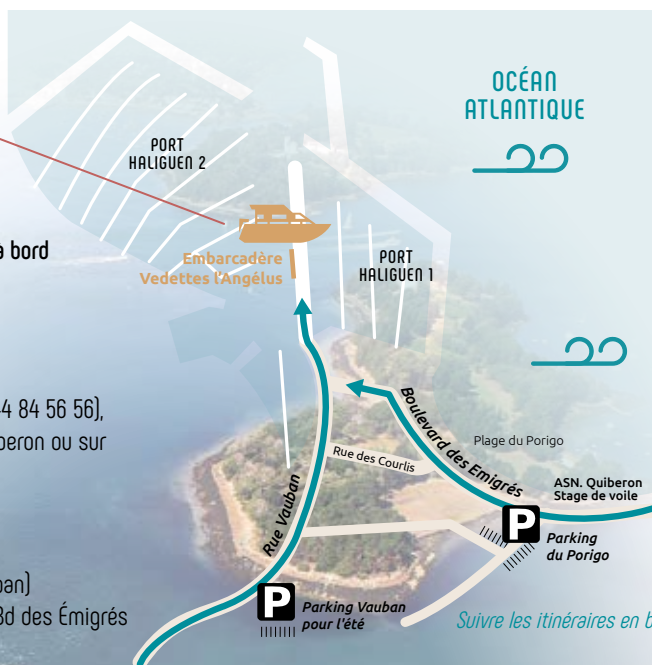 OCÉAN
ATLANTIQUE
PORT
HALIGUEN 2
à bord
Embarcadère
Vedettes l'Angélus
PORT
HALIGUEN 1
4 84 56 56),
beron ou sur
Boulevard des Emigrés
Plage du Porigo
Rue des Courlis
Rue Vauban
ASN. Quiberon
Stage de voile
P
Parking
du Porigo
ban)
Bd des Émigrés
P
Parking Vauban
pour l'été
Suivre les itinéraires en b